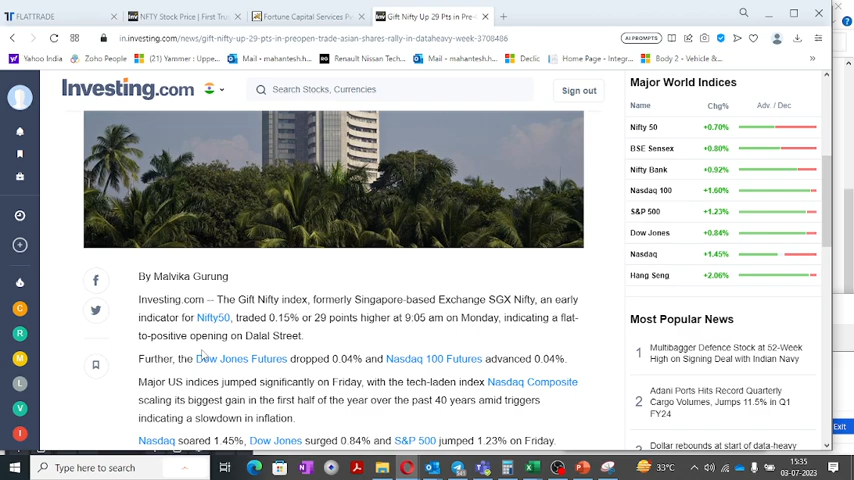 FLATTRADE
NFTY Stock Price | First Trus
Fortune Capital Services Pv
Gift Nifty Up 29 Pts in Pre-
in.investing.com/news/gift-nifty-up-29-pts-in-preopen-trade-asian-shares-rally-in-dataheavy-week-3708486
AI PROMPTS
Yahoo India
Zoho People
(21) Yammer : Uppe...
Mail • mahantesh.h...
Renault Nissan Tech...
Mail • mahantesh.h...
Declic
Home Page - Integr...
Body 2 - Vehicle &...
Investing.com
Search Stocks, Currencies
Sign out
By Malvika Gurung
Investing.com -- The Gift Nifty index, formerly Singapore-based Exchange SGX Nifty, an early
indicator for Nifty50, traded 0.15% or 29 points higher at 9:05 am on Monday, indicating a flat-
to-positive opening on Dalal Street.
Further, the Dow Jones Futures dropped 0.04% and Nasdaq 100 Futures advanced 0.04%.
Major US indices jumped significantly on Friday, with the tech-laden index Nasdaq Composite
scaling its biggest gain in the first half of the year over the past 40 years amid triggers
indicating a slowdown in inflation.
Nasdaq soared 1.45%, Dow Jones surged 0.84% and S&P 500 jumped 1.23% on Friday.
Major World Indices
Name Chg% Adv. / Dec
Nifty 50 +0.70%
BSE Sensex +0.80%
Nifty Bank +0.92%
Nasdaq 100 +1.60%
S&P 500 +1.23%
Dow Jones +0.84%
Nasdaq +1.45%
Hang Seng +2.06%
Most Popular News
1 Multibagger Defence Stock at 52-Week
High on Signing Deal with Indian Navy
2 Adani Ports Hits Record Quarterly
Cargo Volumes, Jumps 11.5% in Q1
FY24
Dollar rebounds at start of data-heavy
C
R
M
L
V
I
Exit
Type here to search
33°C
15:35
03-07-2023